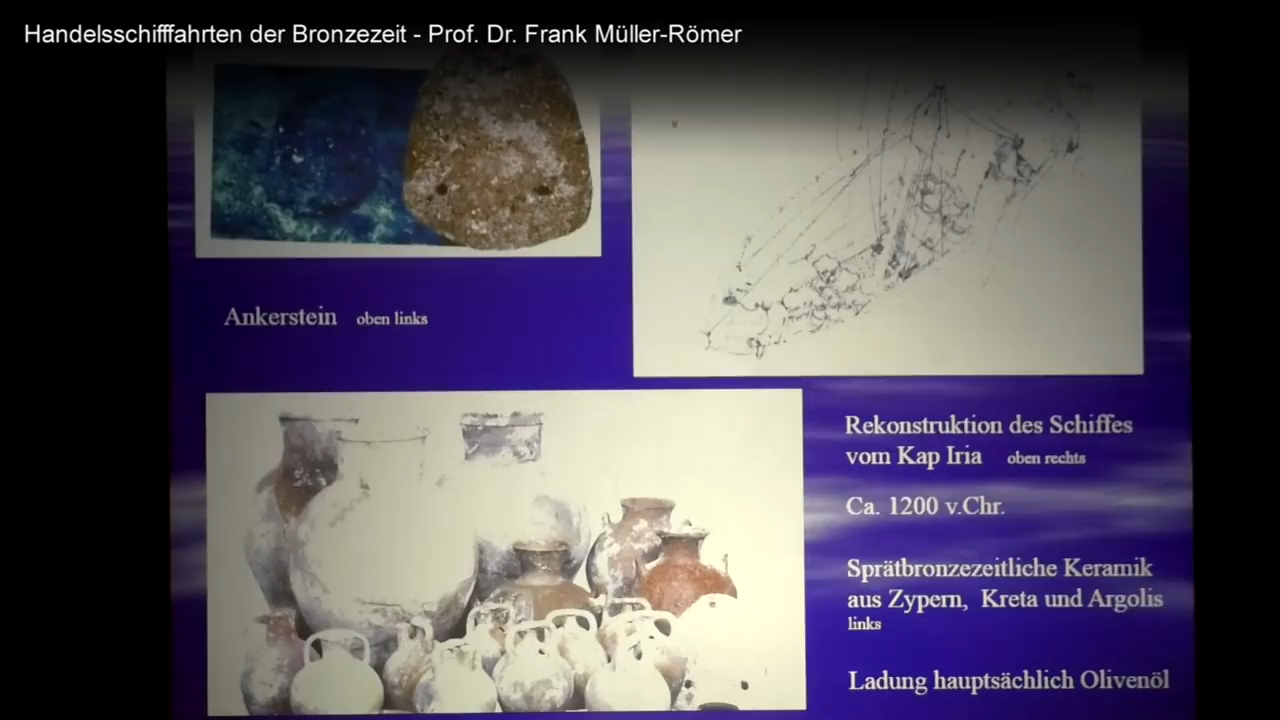 Handelsschifffahrten der Bronzezeit - Prof. Dr. Frank Müller-Römer
Ankerstein oben links
Rekonstruktion des Schiffes
vom Kap Iria oben rechts
Ca. 1200 v.Chr.
Sprätbronzezeitliche Keramik
aus Zypern, Kreta und Argolis
links
Ladung hauptsächlich Olivenöl